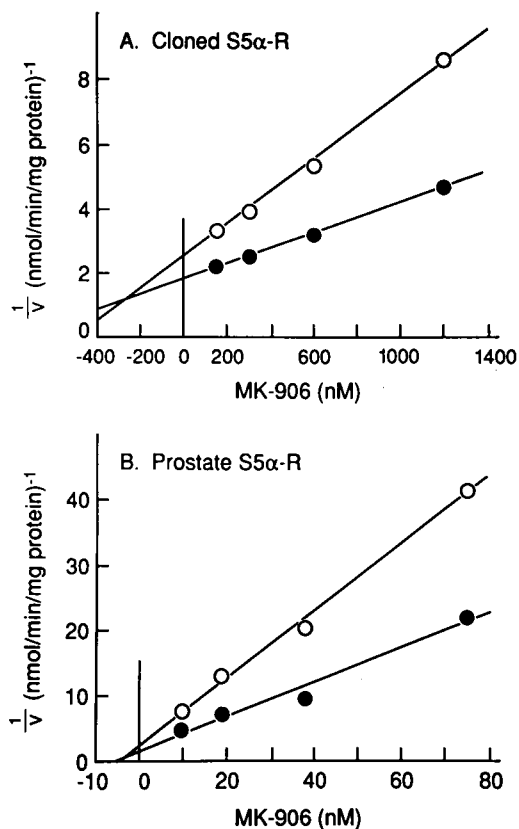 A. Cloned S5α-R
8
6
4
2
0
1/v (nmol/min/mg protein)⁻¹
-400 -200 0 200 400 600 1000 1400
MK-906 (nM)
B. Prostate S5α-R
40
30
20
10
0
1/v (nmol/min/mg protein)⁻¹
-10 0 20 40 60 80
MK-906 (nM)